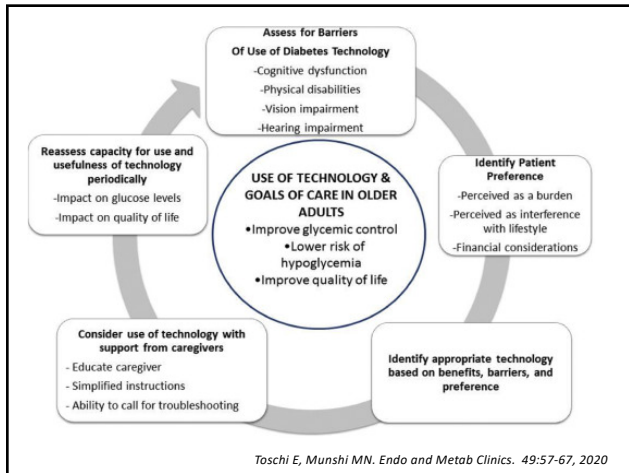 Assess for Barriers
Of Use of Diabetes Technology
-Cognitive dysfunction
-Physical disabilities
-Vision impairment
-Hearing impairment
Identify Patient
Preference
-Perceived as a burden
-Perceived as interference
with lifestyle
-Financial considerations
Identify appropriate technology
based on benefits, barriers, and
preference
Consider use of technology with
support from caregivers
- Educate caregiver
- Simplified instructions
- Ability to call for troubleshooting
Reassess capacity for use and
usefulness of technology
periodically
-Impact on glucose levels
-Impact on quality of life
USE OF TECHNOLOGY &
GOALS OF CARE IN OLDER
ADULTS
•Improve glycemic control
•Lower risk of
hypoglycemia
•Improve quality of life
Toschi E, Munshi MN. Endo and Metab Clinics. 49:57-67, 2020